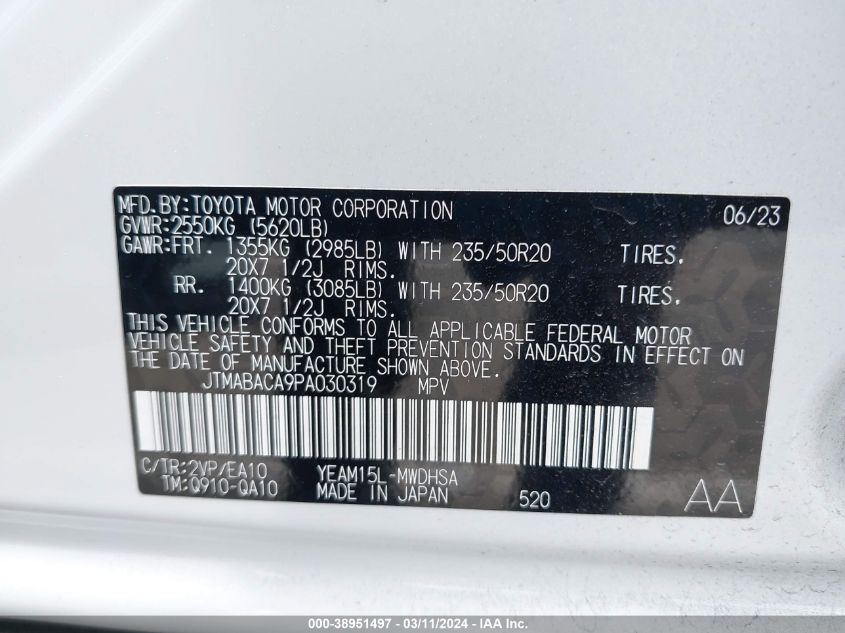 MFD.BY:TOYOTA MOTOR CORPORATION 06/23
GVWR:2550KG (5620LB)
GAWR:FRT. 1355KG (2985LB) WITH 235/50R20 TIRES.
20X7 1/2J RIMS.
RR. 1400KG (3085LB) WITH 235/50R20 TIRES.
20X7 1/2J RIMS.
THIS VEHICLE CONFORMS TO ALL APPLICABLE FEDERAL MOTOR
VEHICLE SAFETY AND THEFT PREVENTION STANDARDS IN EFFECT ON
THE DATE OF MANUFACTURE SHOWN ABOVE.
JTMABACA9PA030319 MPV
C/TR:2VP/EA10 YEAM15L-MWDHSA
TM:Q910-QA10 MADE IN JAPAN 520 AA
000-38951497 - 03/11/2024 - IAA Inc.